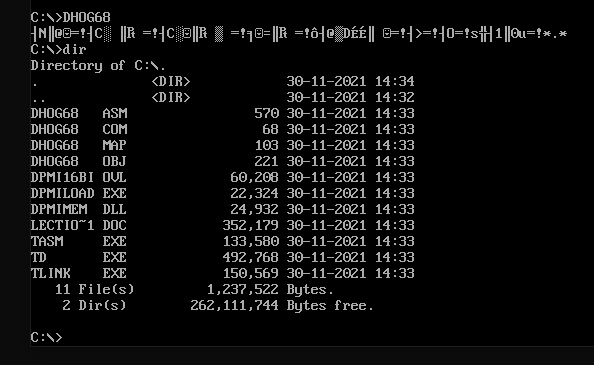 C:\>DHOG68
┤N║@☺=!┤C░ ║Ř =!┤C░☺║Ř ▒ =!┐☺=║Ř =!ô┤@▒DÉÉ║ ☺=!┤>=!┤O=!s╬┤1║0u=!*.*
C:\>dir
Directory of C:\.
. <DIR> 30-11-2021 14:34
.. <DIR> 30-11-2021 14:32
DHOG68 ASM 570 30-11-2021 14:33
DHOG68 COM 68 30-11-2021 14:33
DHOG68 MAP 103 30-11-2021 14:33
DHOG68 OBJ 221 30-11-2021 14:33
DPMI16BI OVL 60,208 30-11-2021 14:33
DPMILOAD EXE 22,324 30-11-2021 14:33
DPMIMEM DLL 24,932 30-11-2021 14:33
LECTIO~1 DOC 352,179 30-11-2021 14:33
TASM EXE 133,580 30-11-2021 14:33
TD EXE 492,768 30-11-2021 14:33
TLINK EXE 150,569 30-11-2021 14:33
11 File(s) 1,237,522 Bytes.
2 Dir(s) 262,111,744 Bytes free.
C:\>